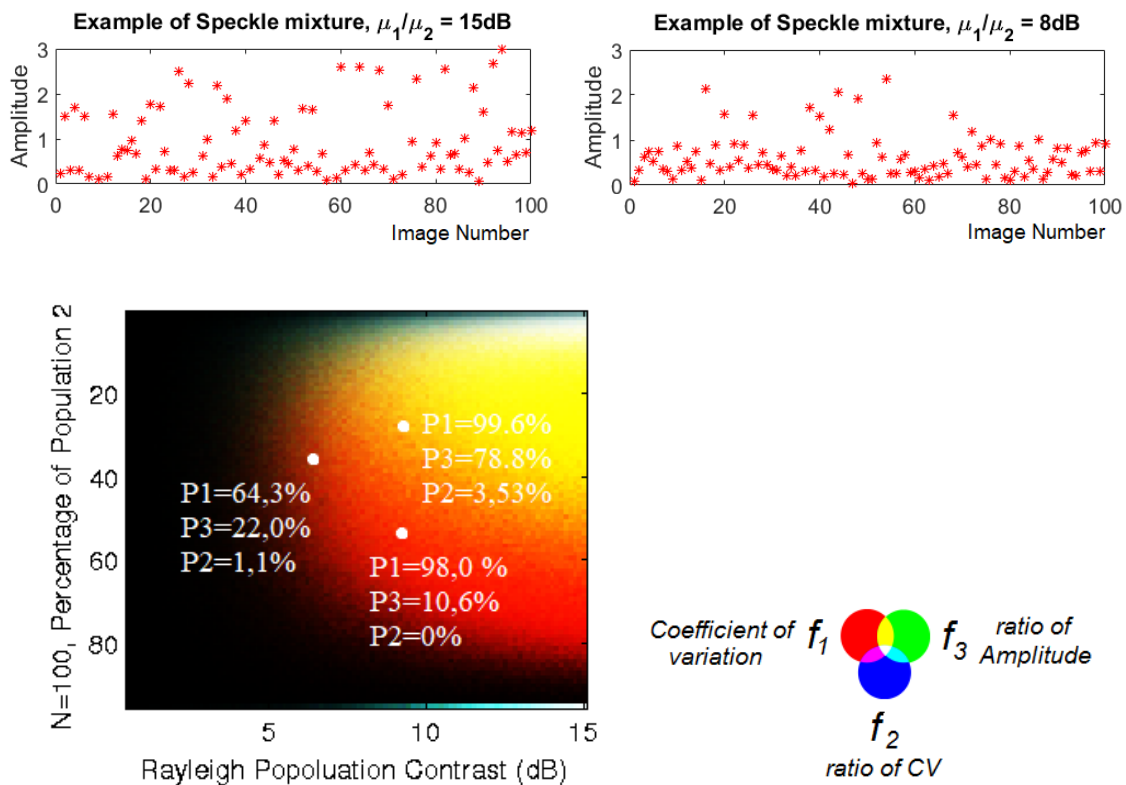 Example of Speckle mixture, μ1/μ2 = 15dB
Amplitude
3
2
1
0
0 20 40 60 80 100
Image Number
Example of Speckle mixture, μ1/μ2 = 8dB
Amplitude
3
2
1
0
0 20 40 60 80 100
Image Number
N=100, Percentage of Population 2
20
40
60
80
P1=99.6%
P3=78.8%
P2=3,53%
P1=64,3%
P3=22,0%
P2=1,1%
P1=98,0 %
P3=10,6%
P2=0%
5 10 15
Rayleigh Popoluation Contrast (dB)
Coefficient of
variation
f1
f3
ratio of
Amplitude
f2
ratio of CV